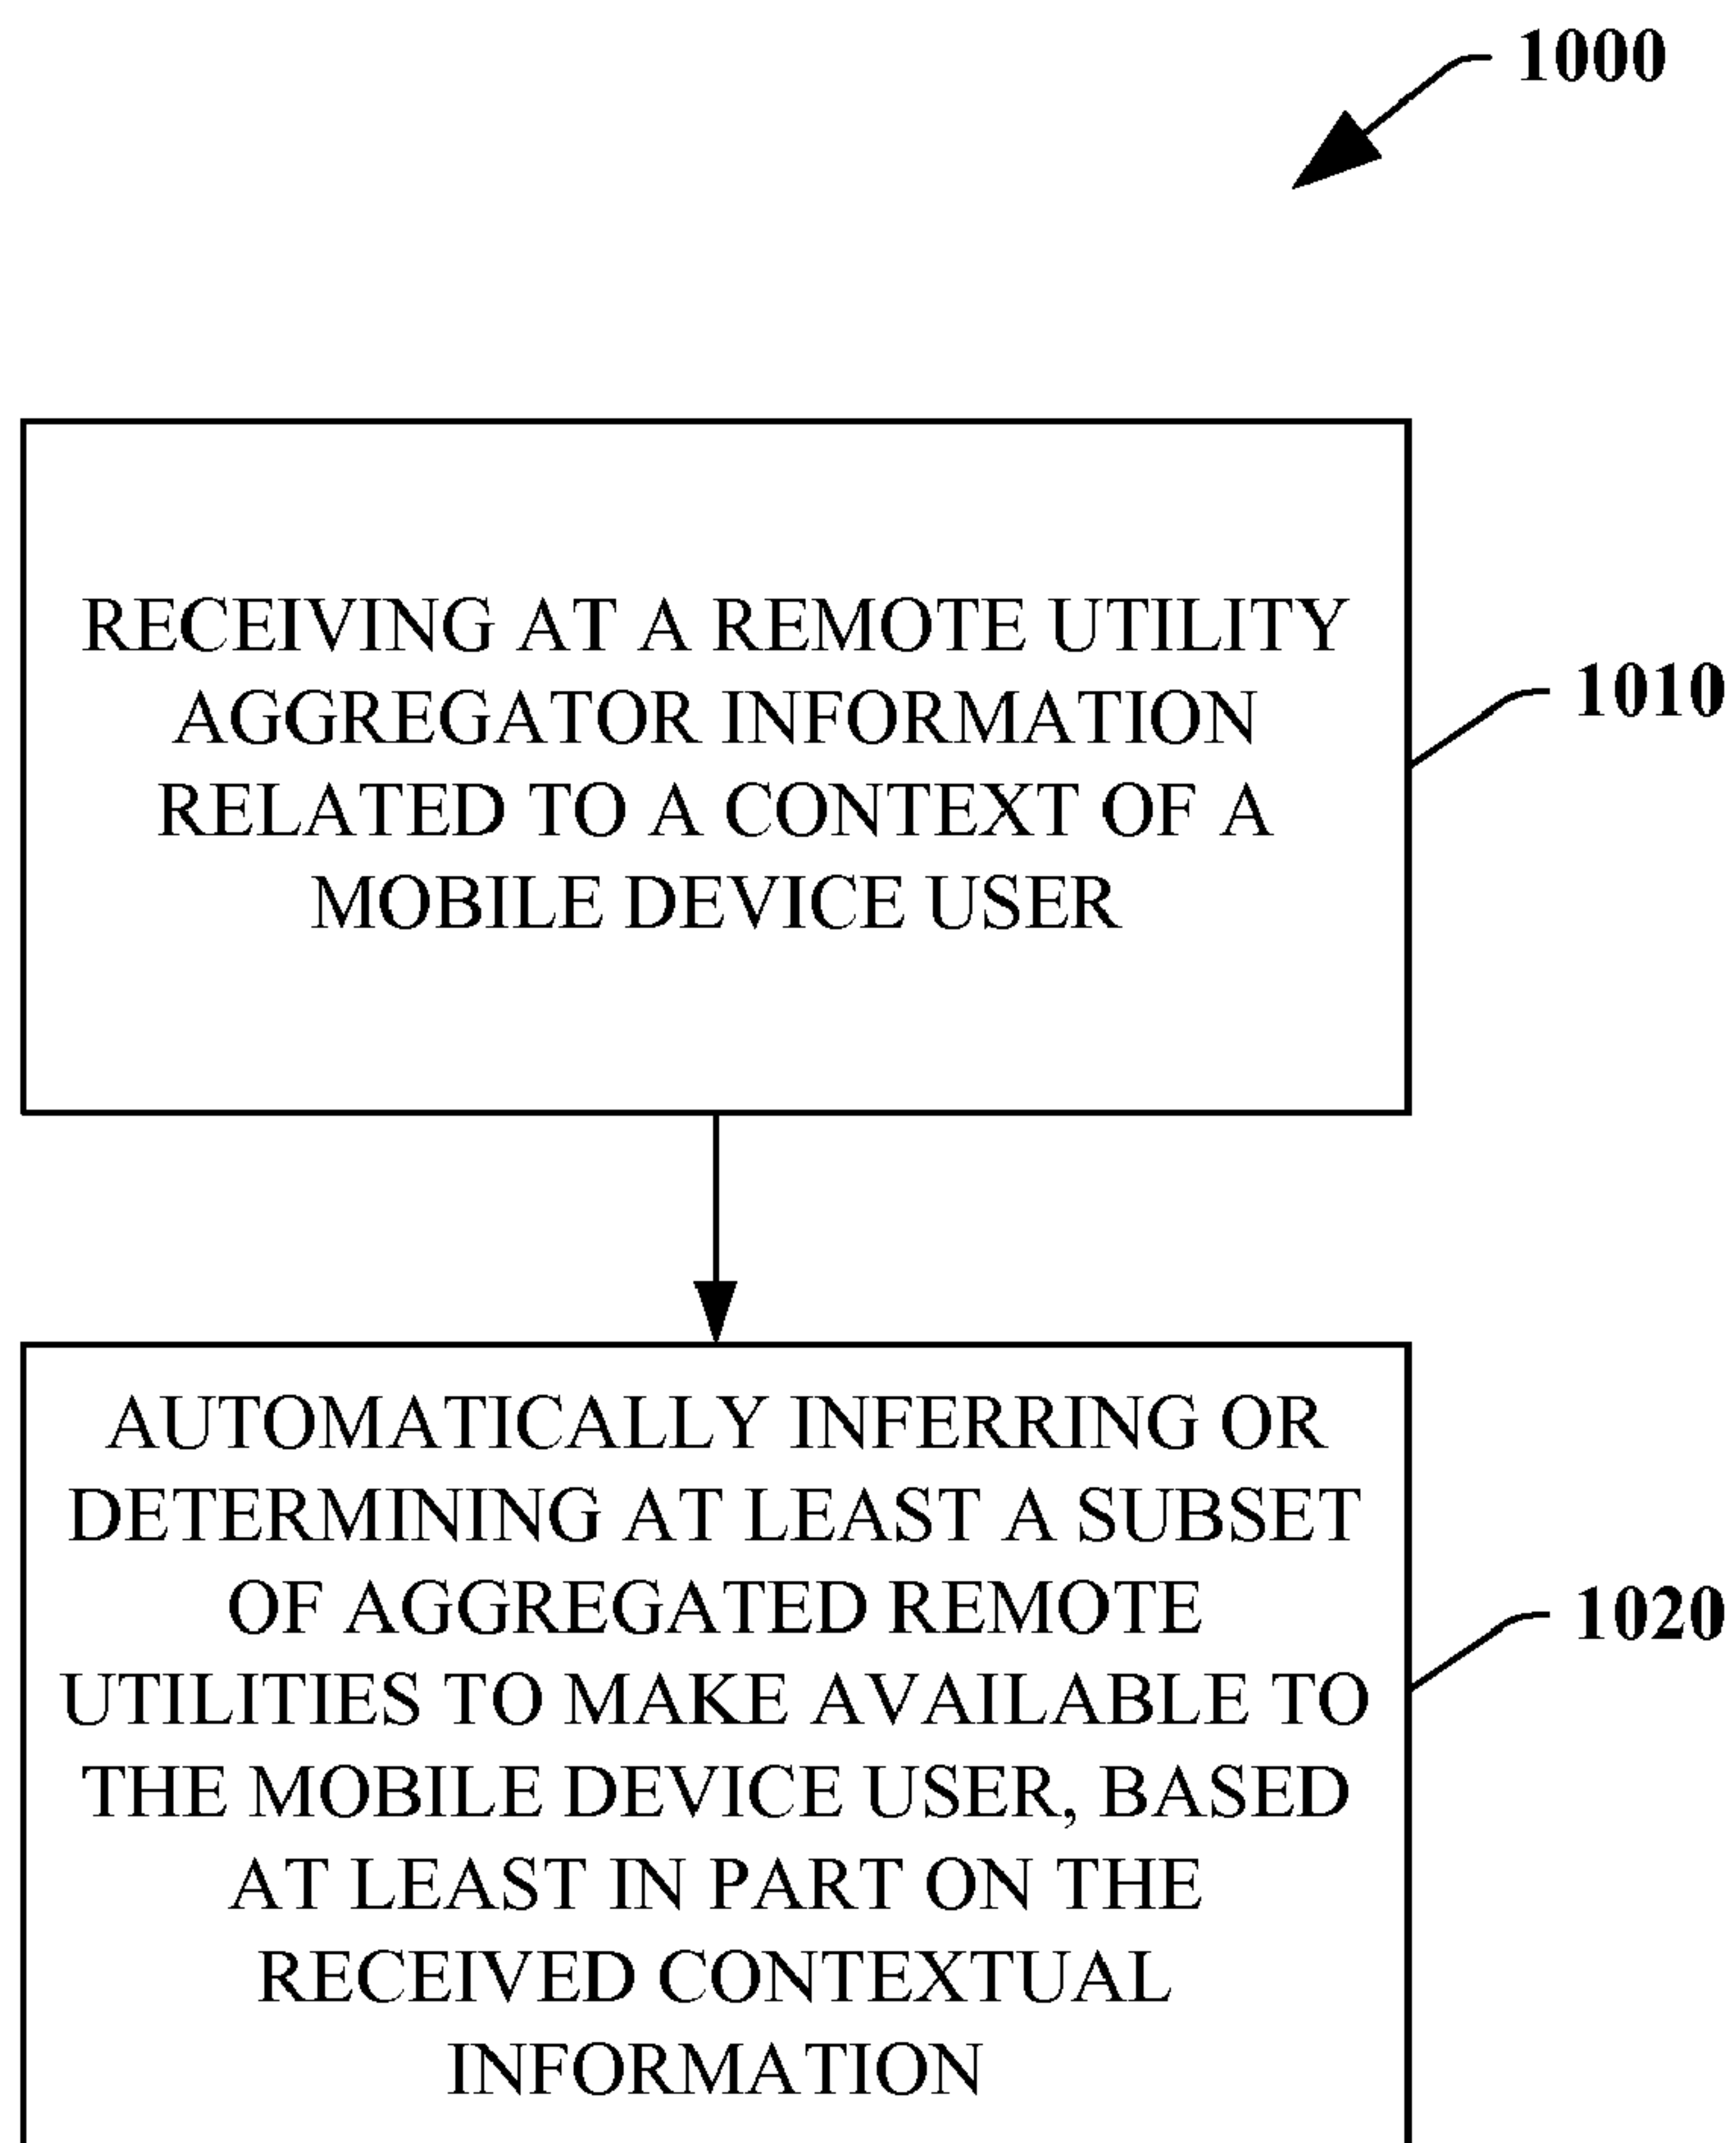 1000
RECEIVING AT A REMOTE UTILITY
AGGREGATOR INFORMATION
RELATED TO A CONTEXT OF A
MOBILE DEVICE USER
1010
AUTOMATICALLY INFERRING OR
DETERMINING AT LEAST A SUBSET
OF AGGREGATED REMOTE
UTILITIES TO MAKE AVAILABLE TO
THE MOBILE DEVICE USER, BASED
AT LEAST IN PART ON THE
RECEIVED CONTEXTUAL
INFORMATION
1020